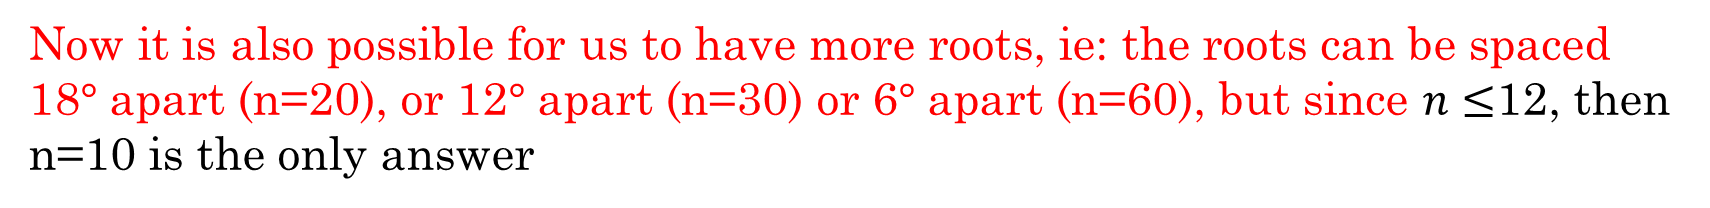 Now it is also possible for us to have more roots, ie: the roots can be spaced
18° apart (n=20), or 12° apart (n=30) or 6° apart (n=60), but since n ≤12, then
n=10 is the only answer